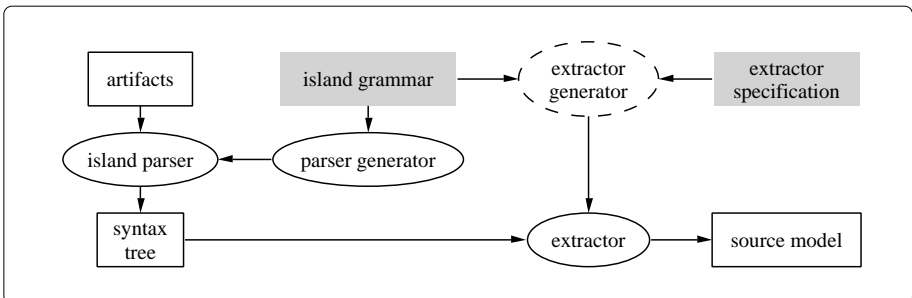 artifacts
island grammar
extractor
generator
extractor
specification
island parser
parser generator
syntax
tree
extractor
source model